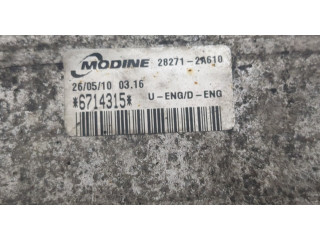 MODINE 28271-2A610
26/05/10 03.16
*6714315* U-ENG/D-ENG